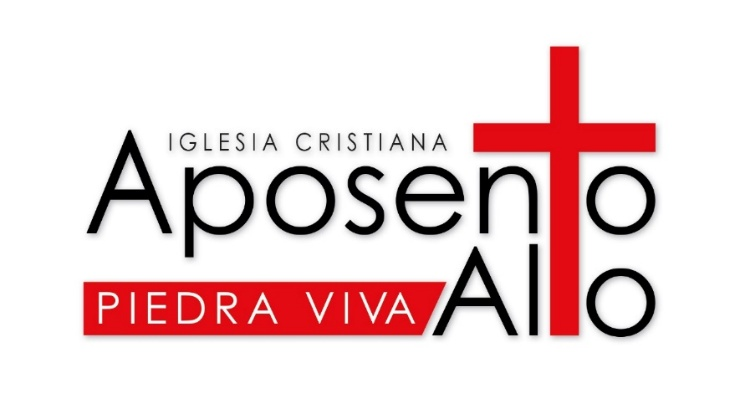 IGLESIA CRISTIANA
Aposento
PIEDRA VIVA Alto